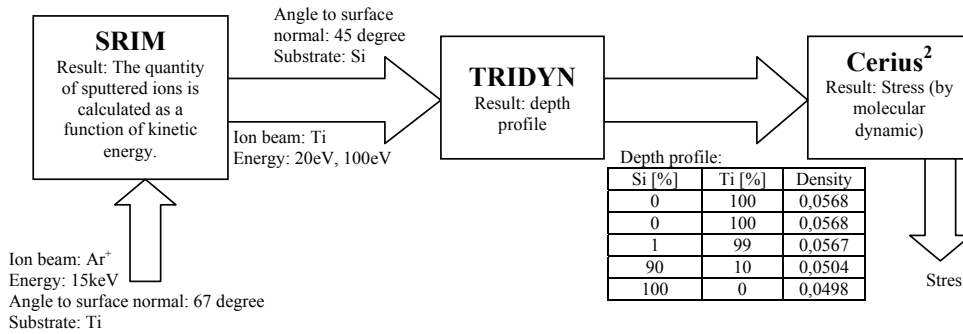 SRIM
Result: The quantity
of sputtered ions is
calculated as a
function of kinetic
energy.
Ion beam: Ar+
Energy: 15keV
Angle to surface normal: 67 degree
Substrate: Ti
Angle to surface
normal: 45 degree
Substrate: Si
Ion beam: Ti
Energy: 20eV, 100eV
TRIDYN
Result: depth
profile
Depth profile:
Si [%] Ti [%] Density
0 100 0,0568
0 100 0,0568
1 99 0,0567
90 10 0,0504
100 0 0,0498
Cerius2
Result: Stress (by
molecular
dynamic)
Stress